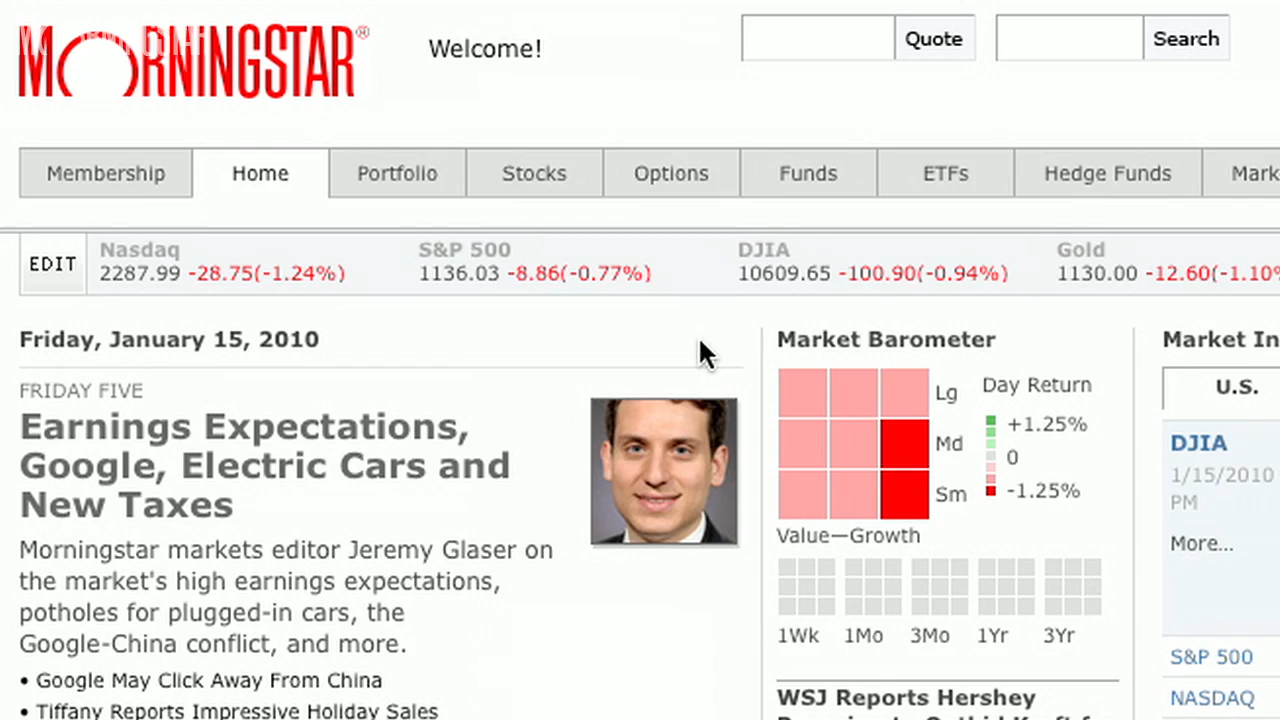 MORNINGSTAR®
Welcome!
Quote
Search
Membership
Home
Portfolio
Stocks
Options
Funds
ETFs
Hedge Funds
EDIT
Nasdaq
2287.99 -28.75(-1.24%)
S&P 500
1136.03 -8.86(-0.77%)
DJIA
10609.65 -100.90(-0.94%)
Gold
1130.00 -12.60(-1.10%
Friday, January 15, 2010
FRIDAY FIVE
Earnings Expectations,
Google, Electric Cars and
New Taxes
Morningstar markets editor Jeremy Glaser on
the market's high earnings expectations,
potholes for plugged-in cars, the
Google-China conflict, and more.
• Google May Click Away From China
• Tiffany Reports Impressive Holiday Sales
Market Barometer
Lg
Md
Sm
Value—Growth
Day Return
+1.25%
0
-1.25%
1Wk
1Mo
3Mo
1Yr
3Yr
WSJ Reports Hershey
Market In
U.S.
DJIA
1/15/2010
PM
More...
S&P 500
NASDAQ